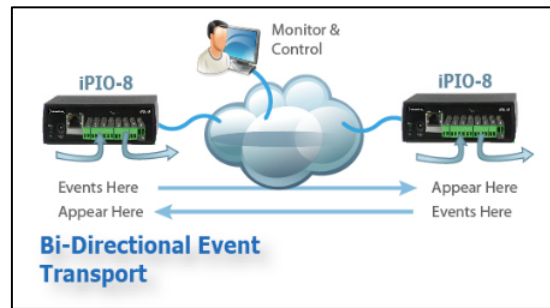 Monitor &
Control
iPIO-8
iPIO-8
Events Here
Appear Here
Appear Here
Events Here
Bi-Directional Event
Transport